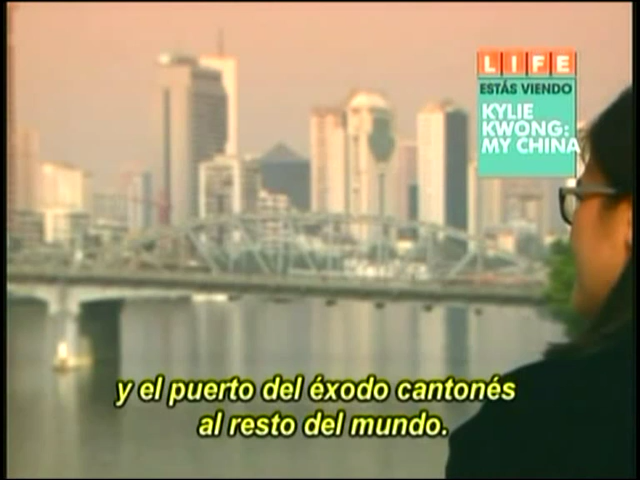 LIFE
ESTÁS VIENDO
KYLIE
KWONG:
MY CHINA
y el puerto del éxodo cantonés
al resto del mundo.